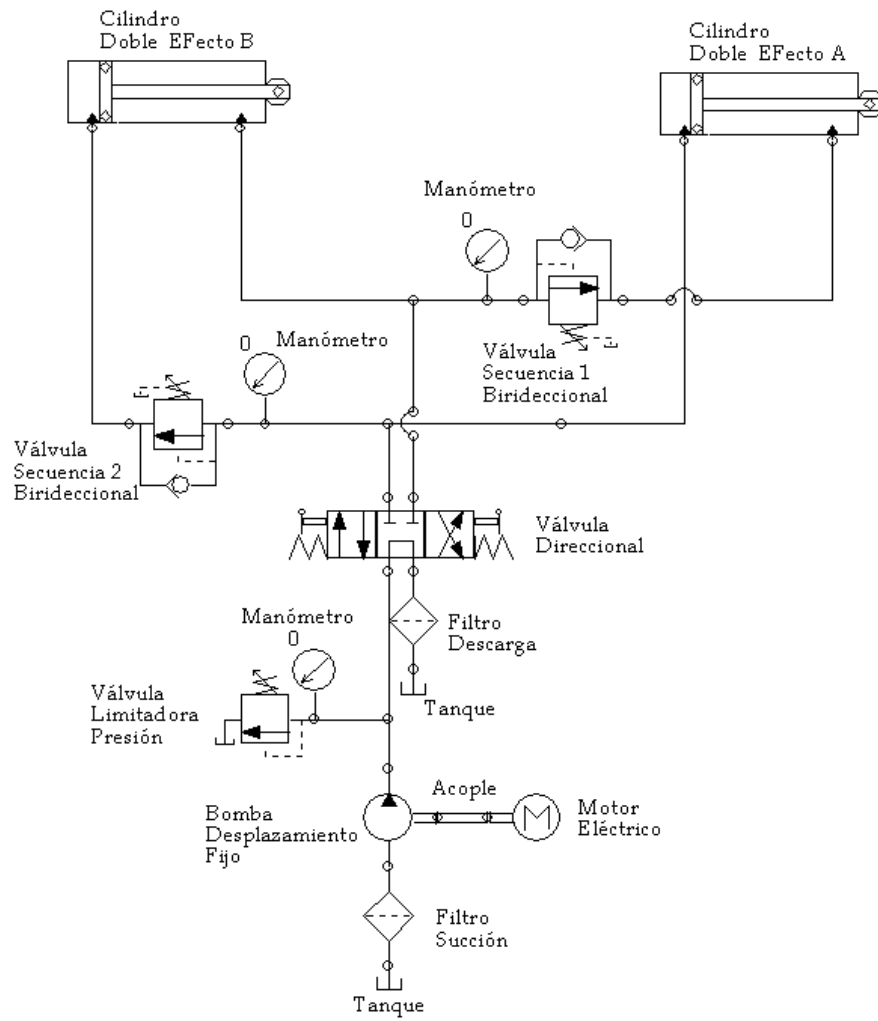 Cilindro
Doble EFecto B
Cilindro
Doble EFecto A
Manómetro
0
Manómetro
0
Válvula
Secuencia 1
Birideccional
Válvula
Secuencia 2
Birideccional
Válvula
Direccional
Manómetro
0
Filtro
Descarga
Válvula
Limitadora
Presión
Tanque
Acople
Bomba
Desplazamiento
Fijo
M
Motor
Eléctrico
Filtro
Succión
Tanque